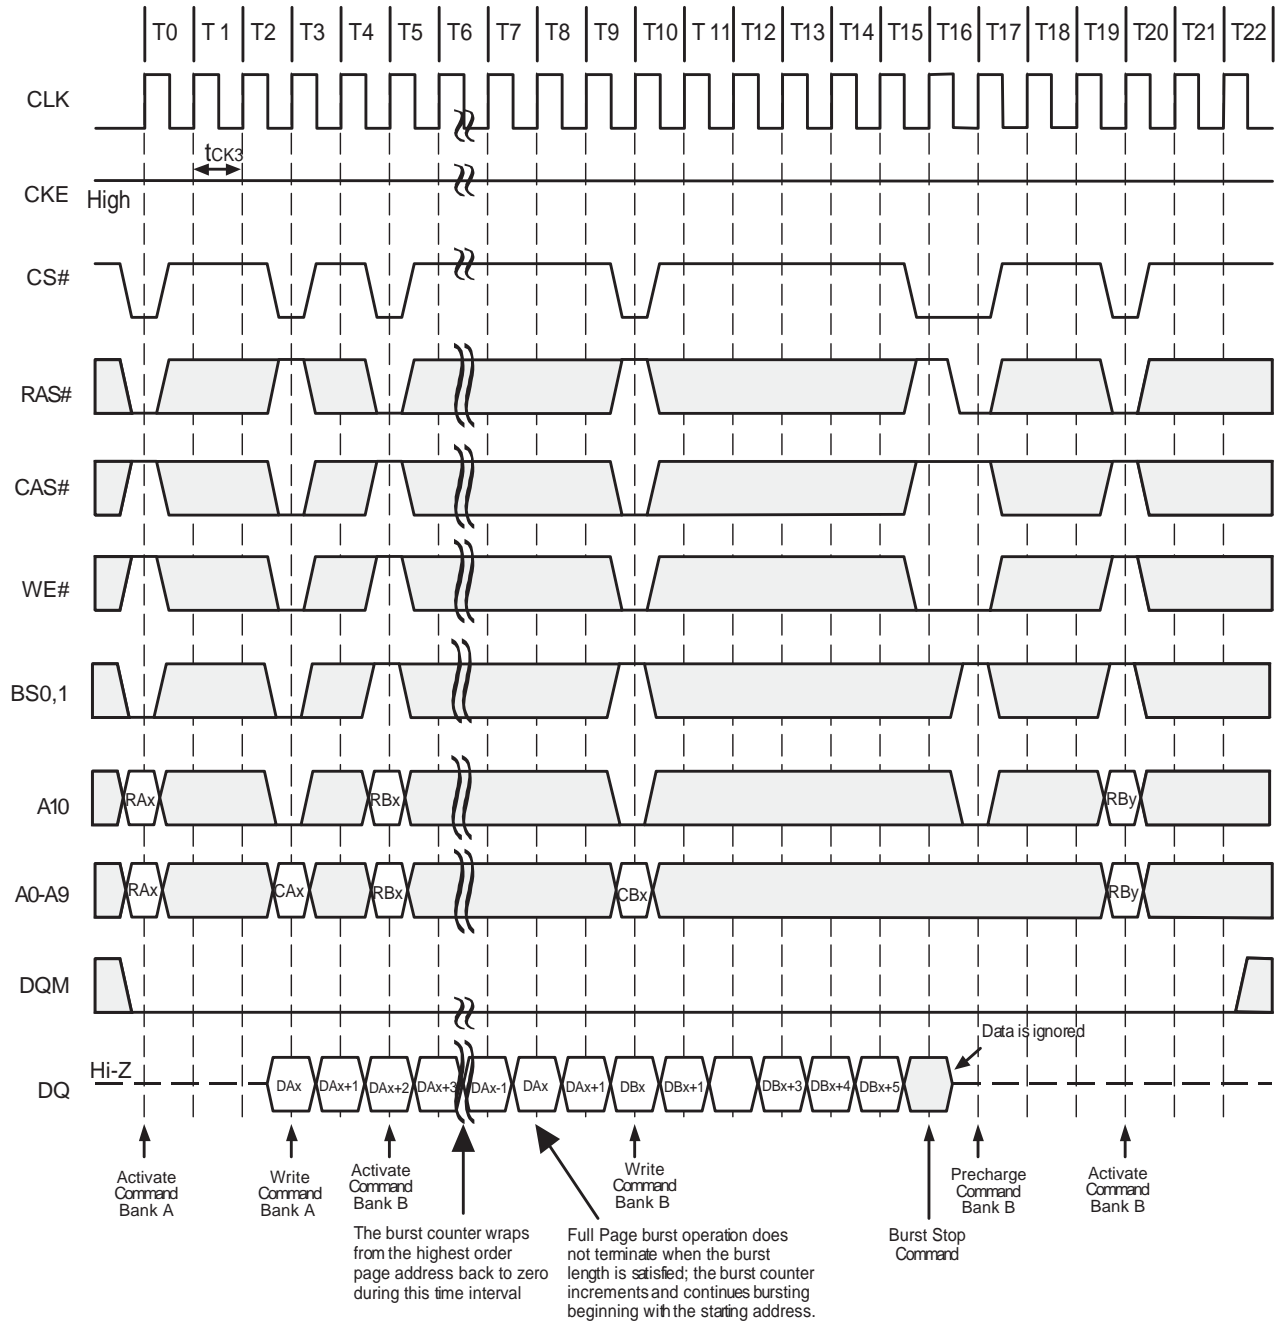 T0 T1 T2 T3 T4 T5 T6 T7 T8 T9 T10 T11 T12 T13 T14 T15 T16 T17 T18 T19 T20 T21 T22
CLK
tCK3
CKE High
CS#
RAS#
CAS#
WE#
BS0,1
A10 RAx RBx RBy
A0-A9 RAx CAx RBx CBx RBy
DQM
Data is ignored
Hi-Z
DQ DAx DAx+1 DAx+2 DAx+3 DAx-1 DAx DAx+1 DBx DBx+1 DBx+3 DBx+4 DBx+5
Activate
Command
Bank A
Write
Command
Bank A
Activate
Command
Bank B
Write
Command
Bank B
Precharge
Command
Bank B
Activate
Command
Bank B
The burst counter wraps
from the highest order
page address back to zero
during this time interval
Full Page burst operation does
not terminate when the burst
length is satisfied; the burst counter
increments and continues bursting
beginning with the starting address.
Burst Stop
Command